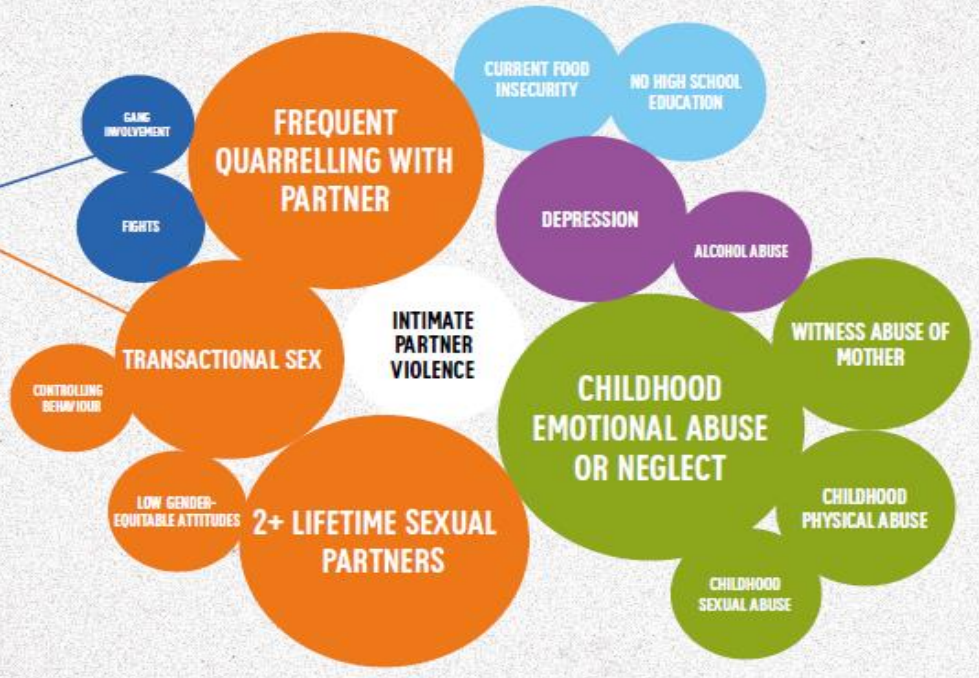 GANG
INVOLVEMENT
FIGHTS
FREQUENT
QUARRELLING WITH
PARTNER
CURRENT FOOD
INSECURITY
NO HIGH SCHOOL
EDUCATION
DEPRESSION
ALCOHOL ABUSE
INTIMATE
PARTNER
VIOLENCE
TRANSACTIONAL SEX
CONTROLLING
BEHAVIOUR
LOW GENDER-
EQUITABLE ATTITUDES
2+ LIFETIME SEXUAL
PARTNERS
CHILDHOOD
EMOTIONAL ABUSE
OR NEGLECT
WITNESS ABUSE OF
MOTHER
CHILDHOOD
PHYSICAL ABUSE
CHILDHOOD
SEXUAL ABUSE